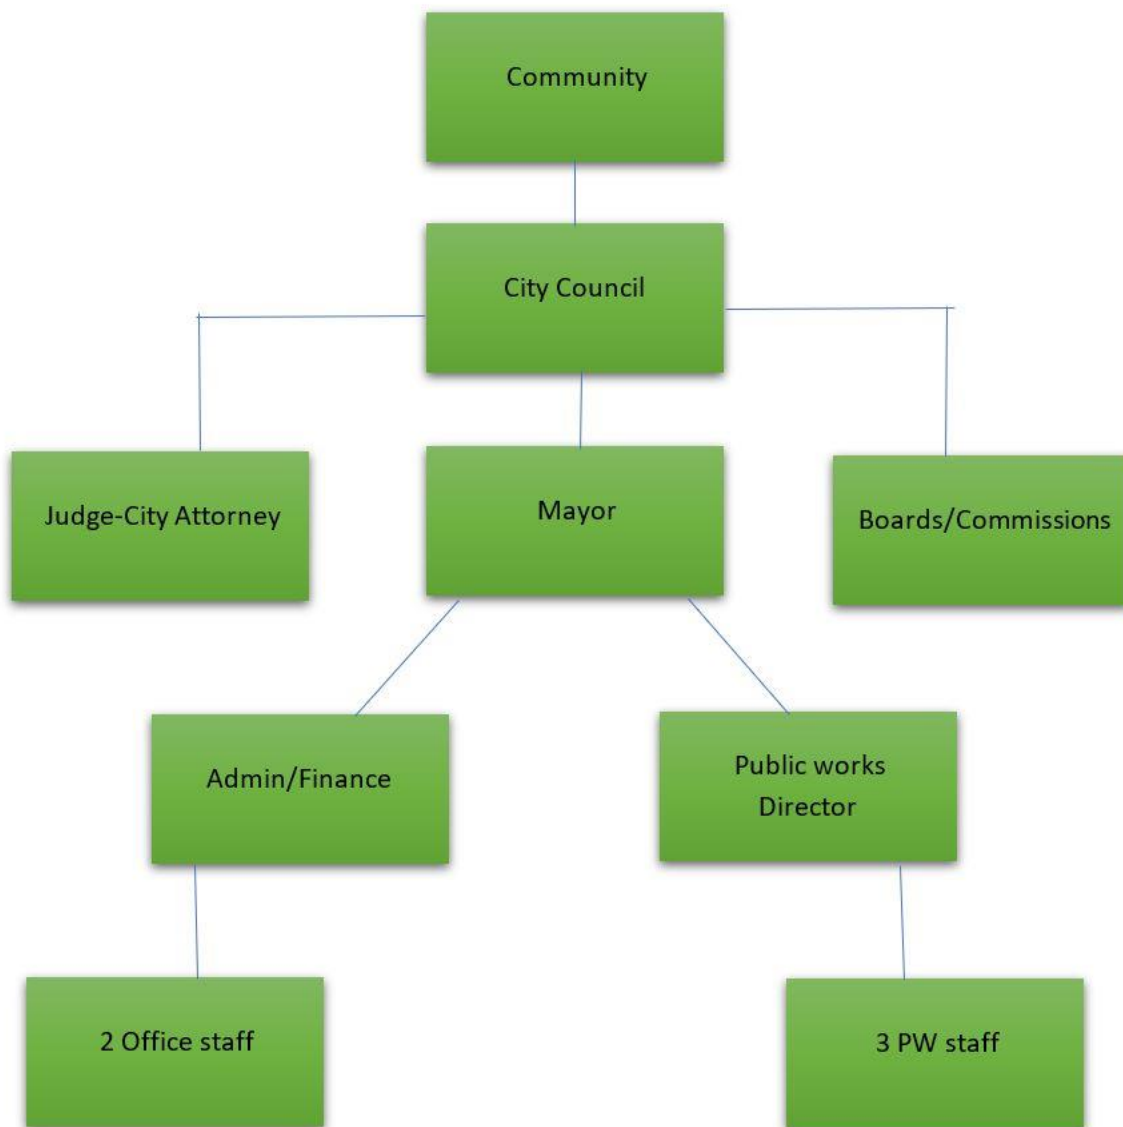 Community
City Council
Judge-City Attorney
Mayor
Boards/Commissions
Admin/Finance
Public works
Director
2 Office staff
3 PW staff